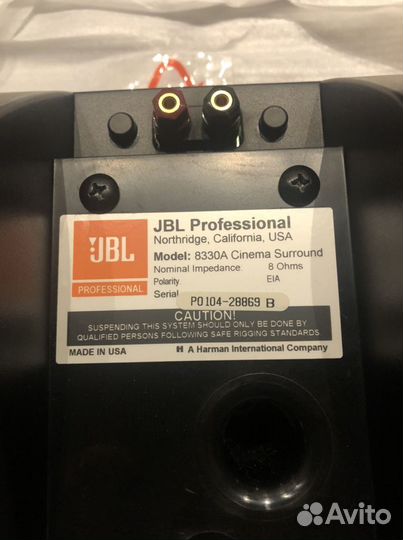 JBL
PROFESSIONAL
JBL Professional
Northridge, California, USA
Model: 8330A Cinema Surround
Nominal Impedance 8 Ohms
Polarity EIA
Serial P0104-28869 B
CAUTION!
SUSPENDING THIS SYSTEM SHOULD ONLY BE DONE BY
QUALIFIED PERSONS FOLLOWING SAFE RIGGING STANDARDS
MADE IN USA
H A Harman International Company
Avito